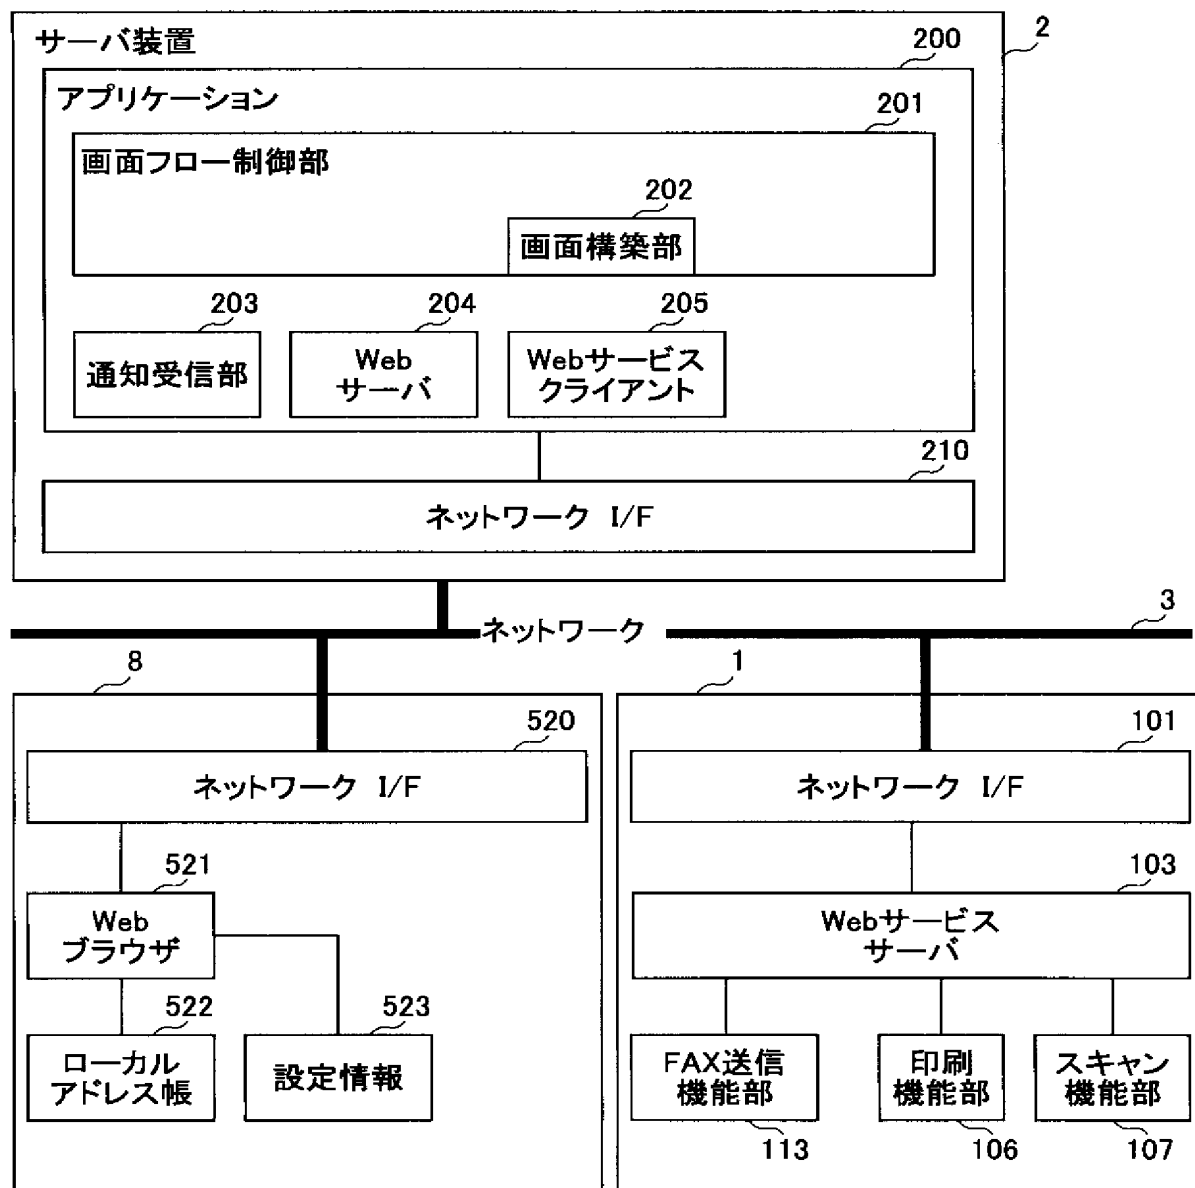 サーバ装置
2
200
アプリケーション
201
画面フロー制御部
202
画面構築部
203
204
205
通知受信部
Web
サーバ
Webサービス
クライアント
210
ネットワーク I/F
ネットワーク
3
8
1
520
ネットワーク I/F
101
ネットワーク I/F
521
Web
ブラウザ
103
Webサービス
サーバ
522
ローカル
アドレス帳
523
設定情報
FAX送信
機能部
印刷
機能部
スキャン
機能部
113
106
107